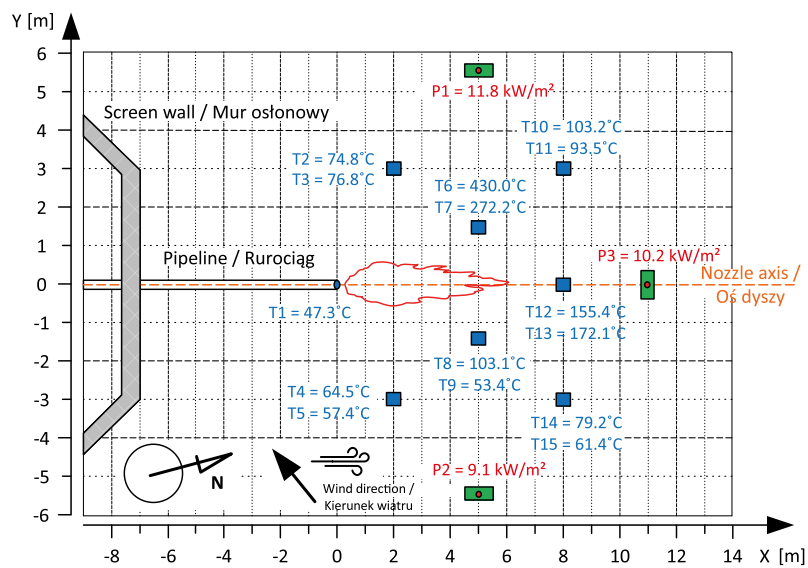 Y [m]
6
5
4
3
2
1
0
-1
-2
-3
-4
-5
-6
P1 = 11.8 kW/m²
Screen wall / Mur osłonowy
T10 = 103.2˚C
T11 = 93.5˚C
T2 = 74.8˚C
T3 = 76.8˚C
T6 = 430.0˚C
T7 = 272.2˚C
Pipeline / Rurociąg
P3 = 10.2 kW/m²
Nozzle axis /
Oś dyszy
T1 = 47.3˚C
T12 = 155.4˚C
T13 = 172.1˚C
T8 = 103.1˚C
T9 = 53.4˚C
T4 = 64.5˚C
T5 = 57.4˚C
T14 = 79.2˚C
T15 = 61.4˚C
P2 = 9.1 kW/m²
N
Wind direction /
Kierunek wiatru
-8 -6 -4 -2 0 2 4 6 8 10 12 14 X [m]